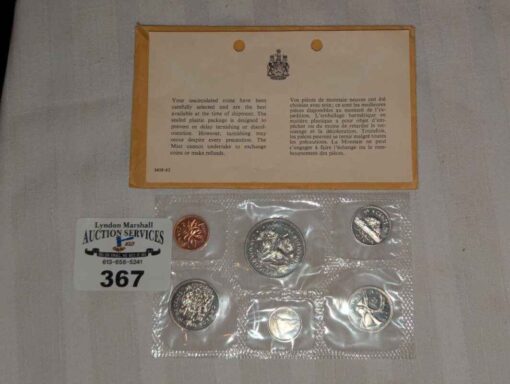 Your uncirculated coins have been
carefully selected and are the best
available at the time of shipment. The
sealed plastic package is designed to
prevent or delay tarnishing or discol-
oration. However, tarnishing may
occur despite every precaution. The
Mint cannot undertake to exchange
coins or make refunds.
Vos pièces de monnaie neuves ont été
choisies avec soin; ce sont les meilleures
pièces disponibles au moment de l'ex-
pédition. L'emballage hermétique en
matière plastique a pour objet d'em-
pêcher ou du moins de retarder le ter-
nissage et la décoloration. Toutefois,
les pièces peuvent se ternir malgré toutes
les précautions. La Monnaie ne peut
s'engager à faire l'échange ou le rem-
boursement des pièces.
Lyndon Marshall
AUCTION SERVICES
613-656-5241
367